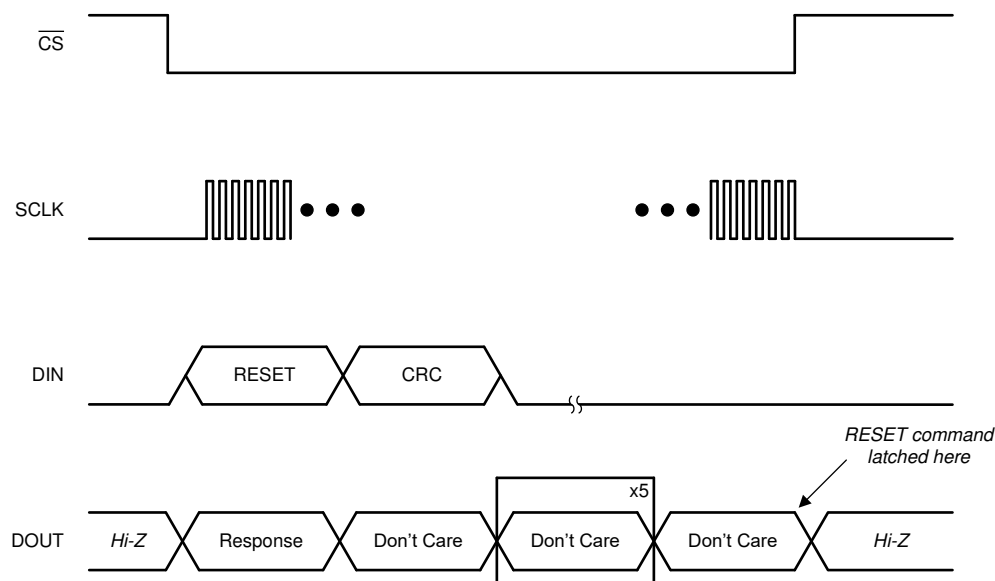 CS
SCLK
DIN
RESET
CRC
RESET command
latched here
x5
DOUT
Hi-Z
Response
Don't Care
Don't Care
Don't Care
Hi-Z